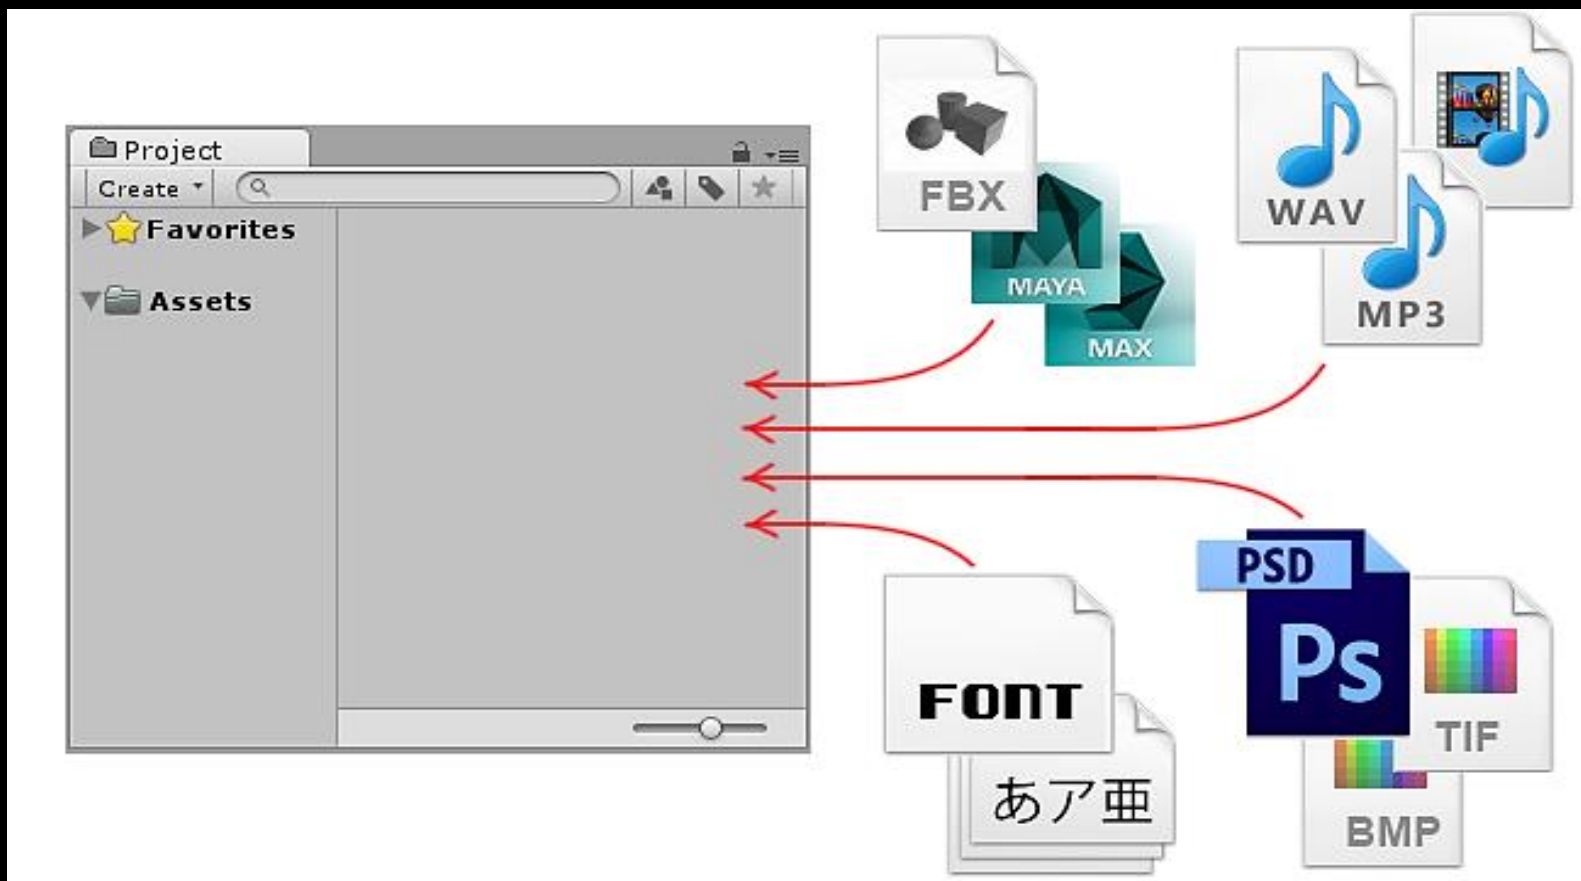 Project
Create
Favorites
Assets
FBX
MAYA
MAX
WAV
MP3
FONT
あア亜
PSD
Ps
TIF
BMP